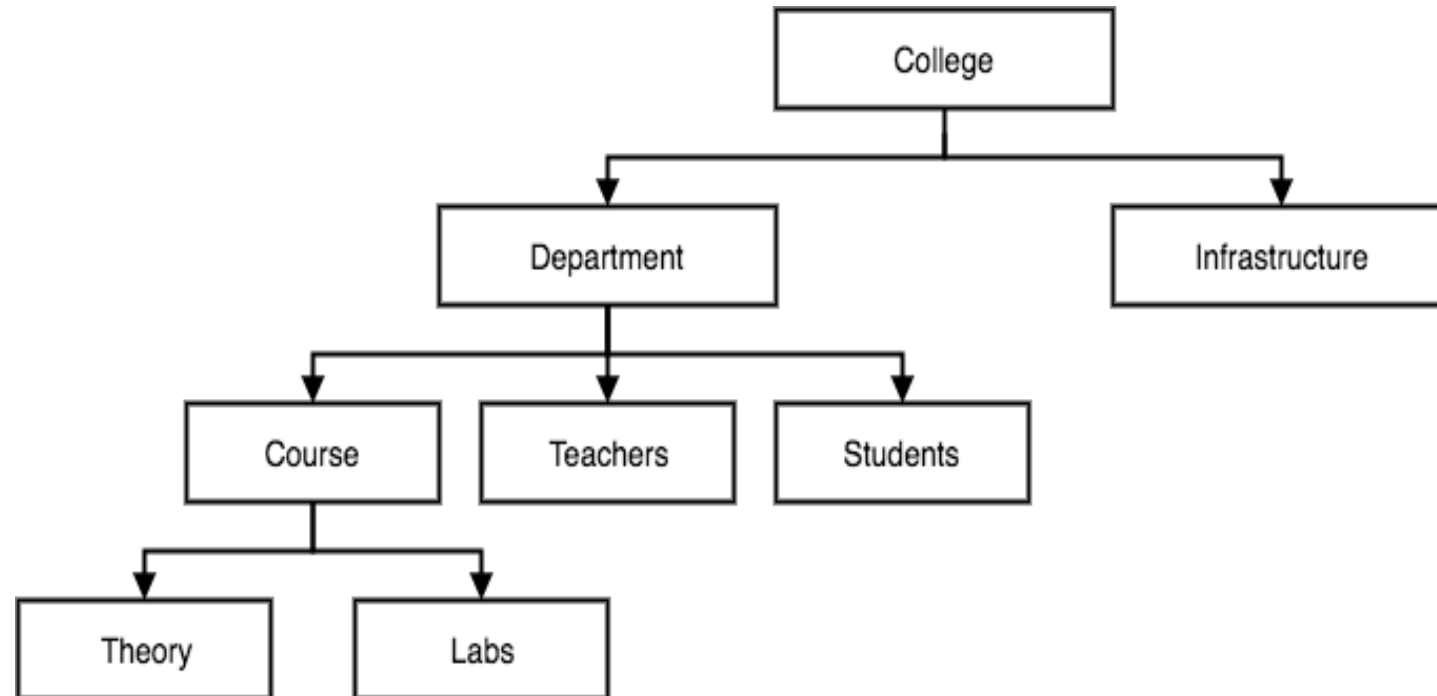 College
Department
Infrastructure
Course
Teachers
Students
Theory
Labs